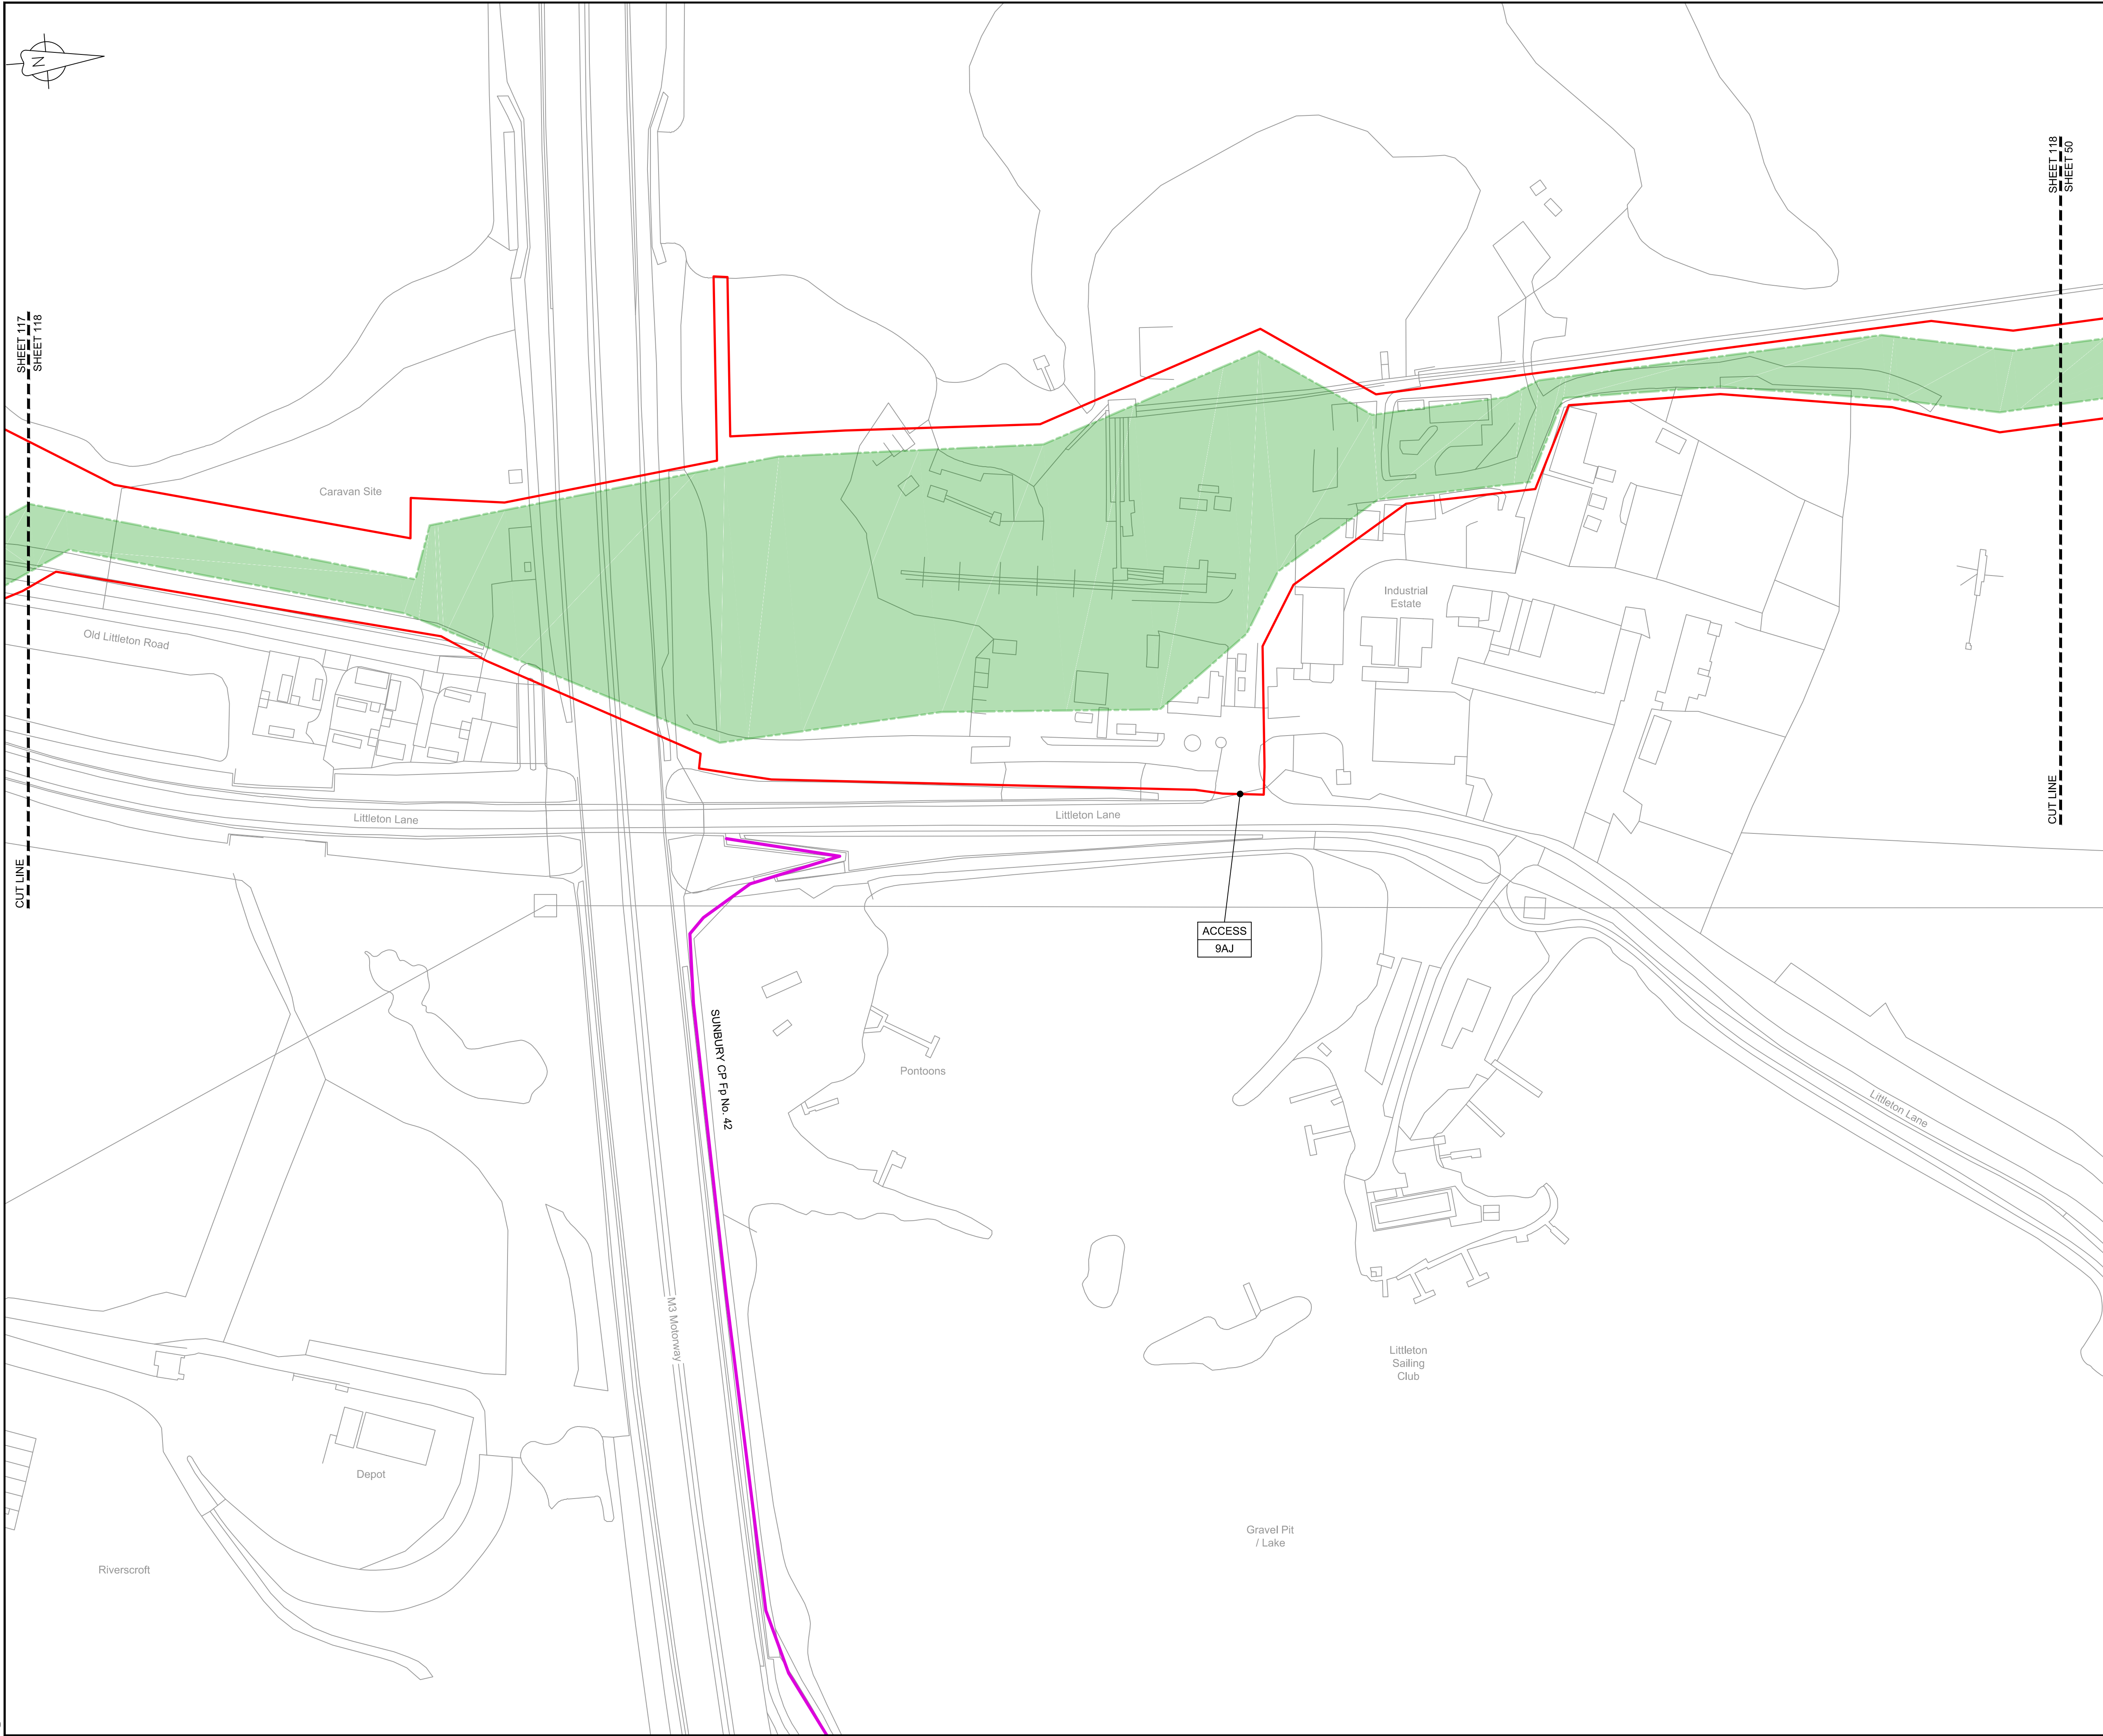 N
SHEET 118
SHEET 50
SHEET 117
SHEET 118
Caravan Site
Industrial
Estate
Old Littleton Road
CUT LINE
Littleton Lane
Littleton Lane
CUT LINE
ACCESS
9AJ
SUNBURY CP Fp No. 42
Pontoons
Littleton Lane
M3 Motorway
Littleton
Sailing
Club
Depot
Gravel Pit
/ Lake
Riverscroft